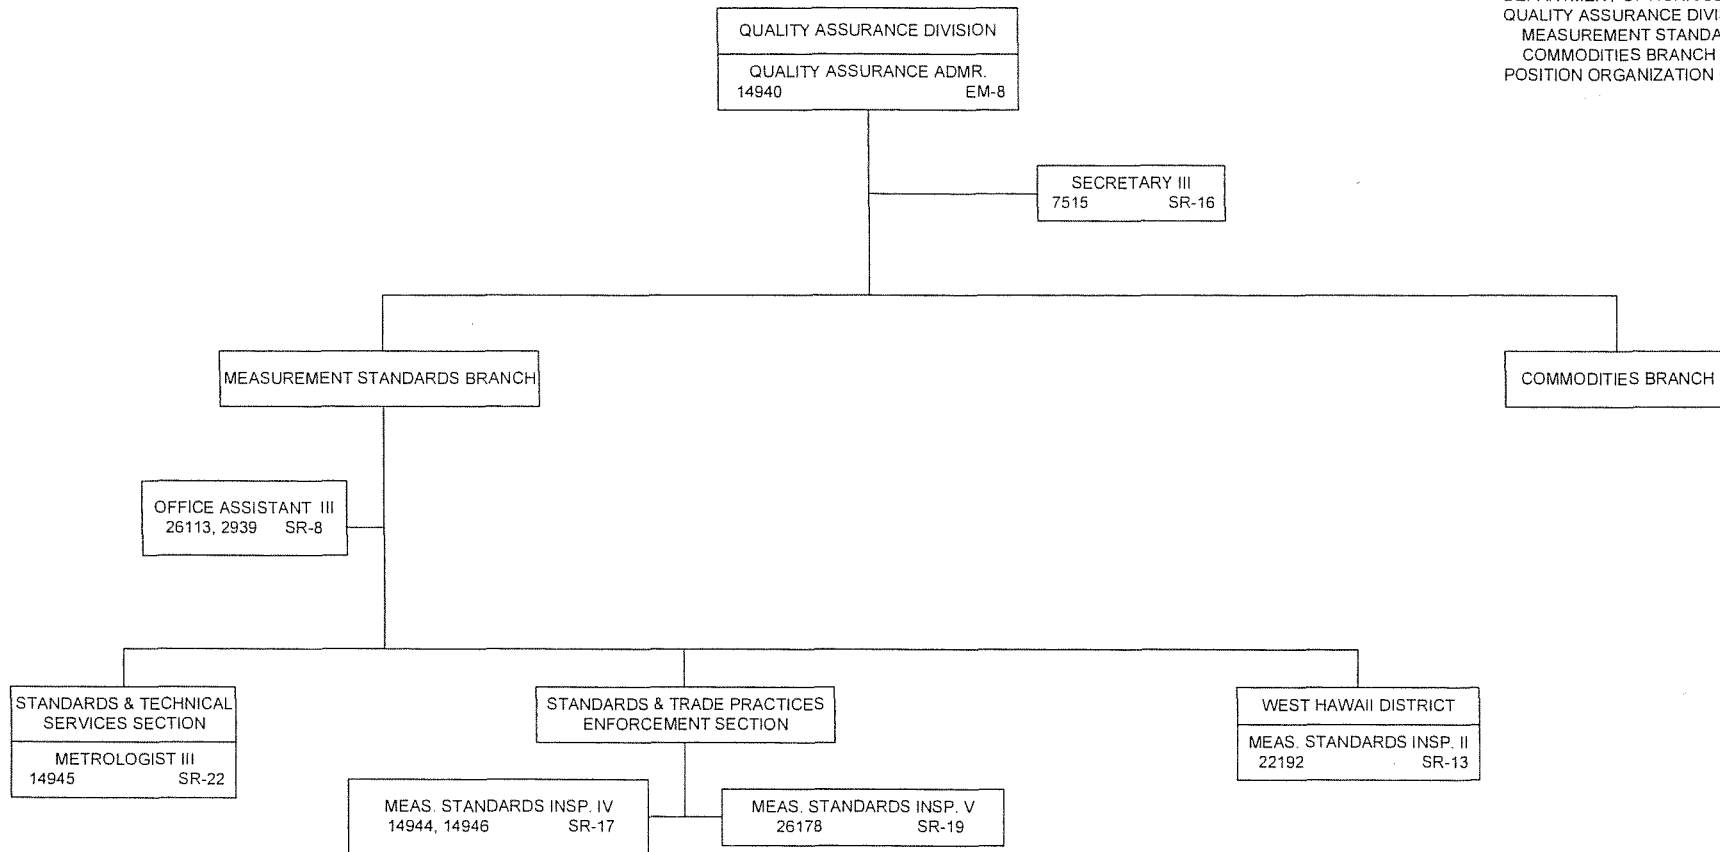 QUALITY ASSURANCE DIVI
MEASUREMENT STANDA
COMMODITIES BRANCH
POSITION ORGANIZATION
QUALITY ASSURANCE DIVISION
QUALITY ASSURANCE ADMR.
14940 EM-8
SECRETARY III
7515 SR-16
MEASUREMENT STANDARDS BRANCH
COMMODITIES BRANCH
OFFICE ASSISTANT III
26113, 2939 SR-8
STANDARDS & TECHNICAL
SERVICES SECTION
METROLOGIST III
14945 SR-22
STANDARDS & TRADE PRACTICES
ENFORCEMENT SECTION
MEAS. STANDARDS INSP. IV
14944, 14946 SR-17
MEAS. STANDARDS INSP. V
26178 SR-19
WEST HAWAII DISTRICT
MEAS. STANDARDS INSP. II
22192 SR-13